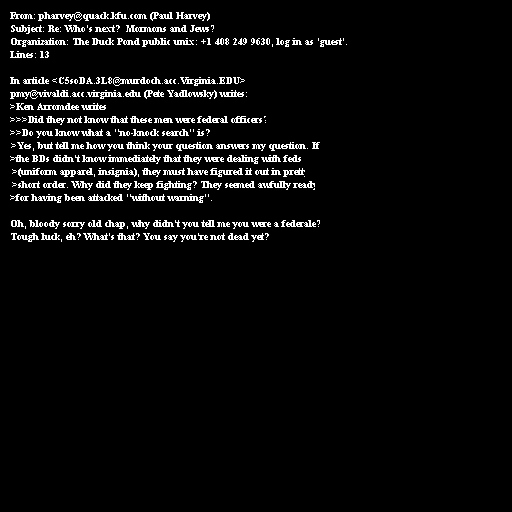 From: pharvey@quack.kfu.com (Paul Harvey)
Subject: Re: Who's next?  Mormons and Jews?
Organization: The Duck Pond public unix: +1 408 249 9630, log in as 'guest'.
Lines: 13

In article <C5soDA.3L8@murdoch.acc.Virginia.EDU>
pmy@vivaldi.acc.virginia.edu (Pete Yadlowsky) writes:
>Ken Arromdee writes
>>>Did they not know that these men were federal officers?
>>Do you know what a "no-knock search" is?
>Yes, but tell me how you think your question answers my question. If
>the BDs didn't know immediately that they were dealing with feds
>(uniform apparel, insignia), they must have figured it out in pretty
>short order. Why did they keep fighting? They seemed awfully ready
>for having been attacked "without warning".

Oh, bloody sorry old chap, why didn't you tell me you were a federale?
Tough luck, eh? What's that? You say you're not dead yet?